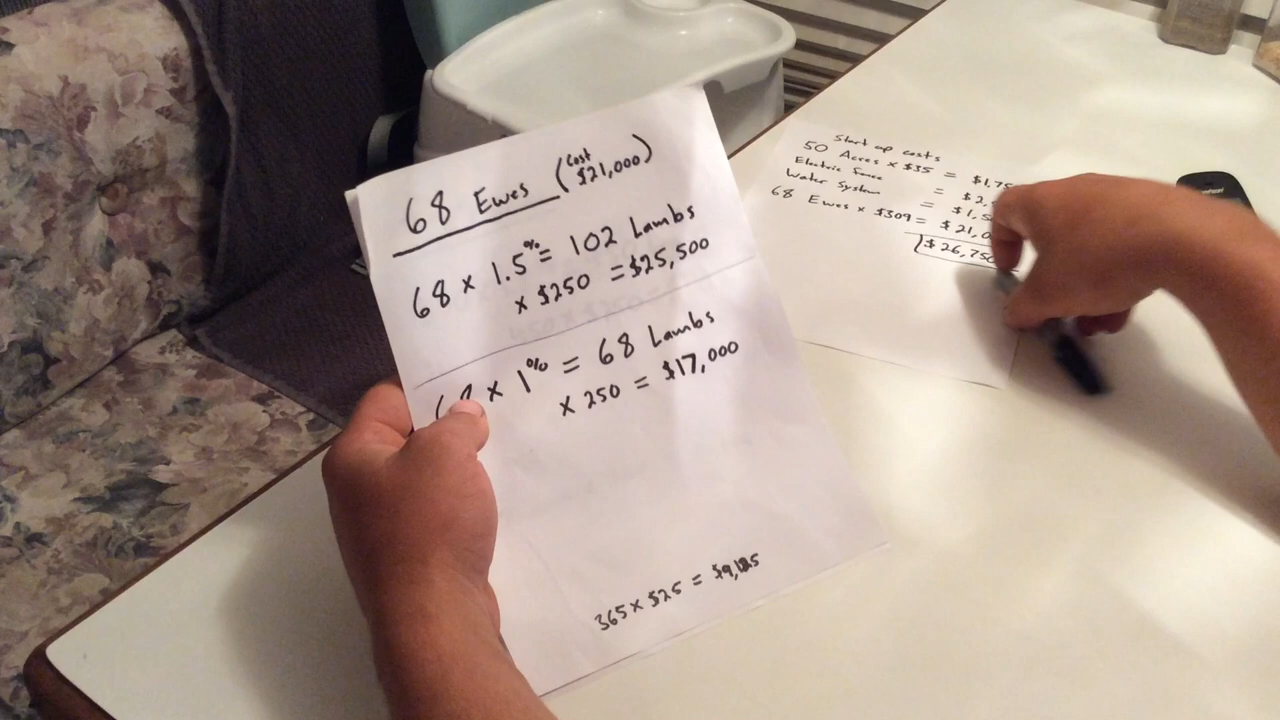 68 Ewes (Cost $21,000)
68 x 1.5% = 102 Lambs
x $250 = $25,500
x 1% = 68 Lambs
x 250 = $17,000
365 x $25 = $9,125
Start up costs
50 Acres x $35 = $1,75
Electric fence = $2,
Water System = $1,5
68 Ewes x $309 = $21,0
$26,750